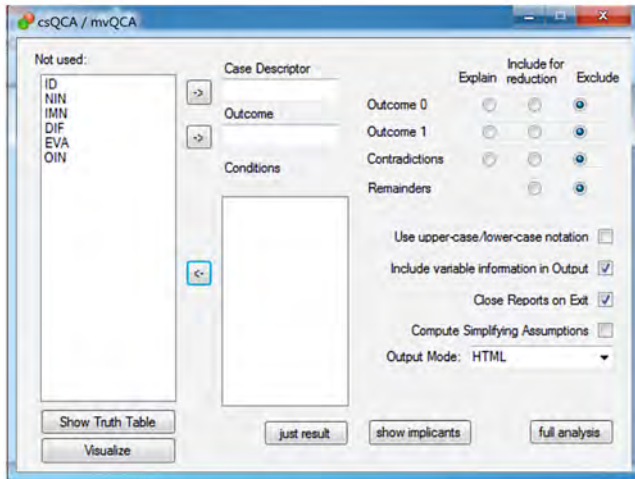 csQCA / mvQCA
Not used:
ID
NIN
IMN
DIF
EVA
OIN
->
->
<-
Case Descriptor
Outcome
Conditions
Explain
Include for
reduction
Exclude
Outcome 0
Outcome 1
Contradictions
Remainders
Use upper-case/lower-case notation
Include variable information in Output
Close Reports on Exit
Compute Simplifying Assumptions
Output Mode: HTML
Show Truth Table
Visualize
just result
show implicants
full analysis